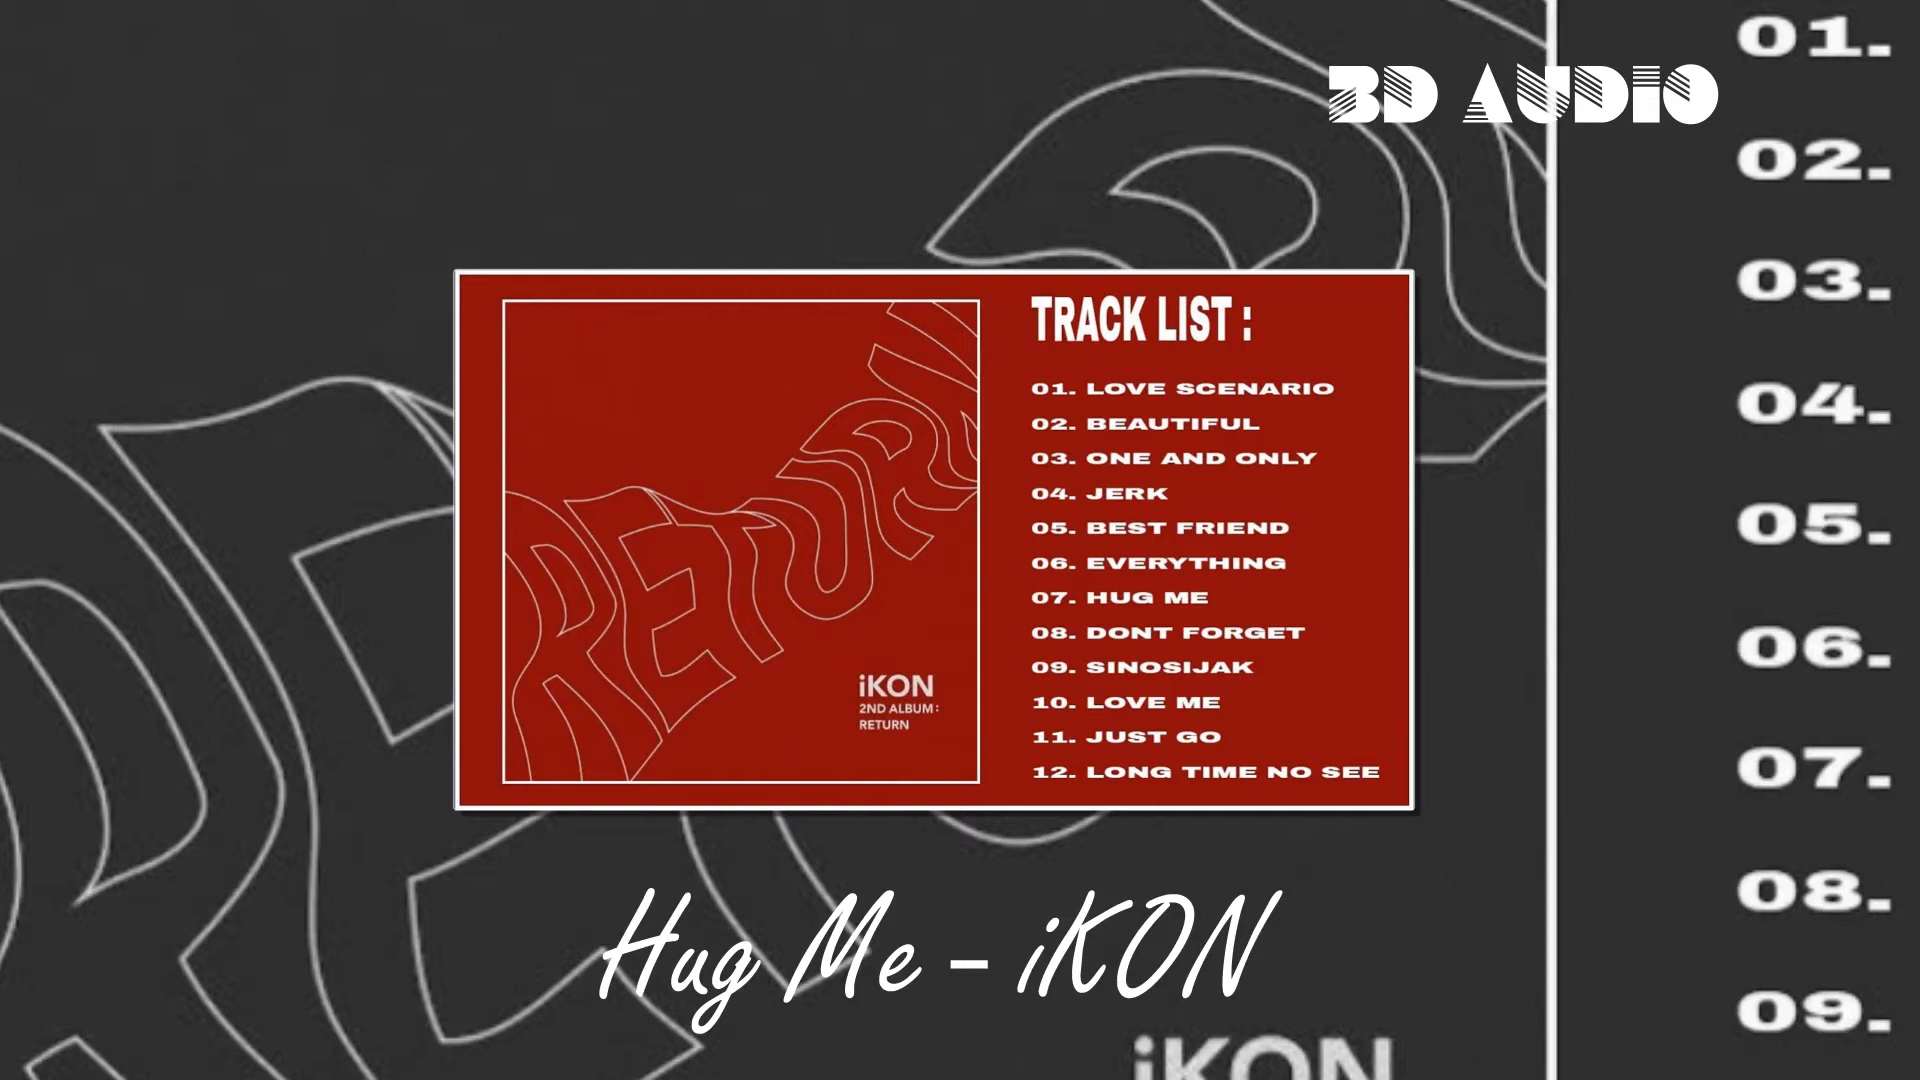 3D AUDIO
RETURN
iKON
2ND ALBUM:
RETURN
TRACK LIST :
01. LOVE SCENARIO
02. BEAUTIFUL
03. ONE AND ONLY
04. JERK
05. BEST FRIEND
06. EVERYTHING
07. HUG ME
08. DONT FORGET
09. SINOSIJAK
10. LOVE ME
11. JUST GO
12. LONG TIME NO SEE
Hug Me - iKON
iKON
01.
02.
03.
04.
05.
06.
07.
08.
09.